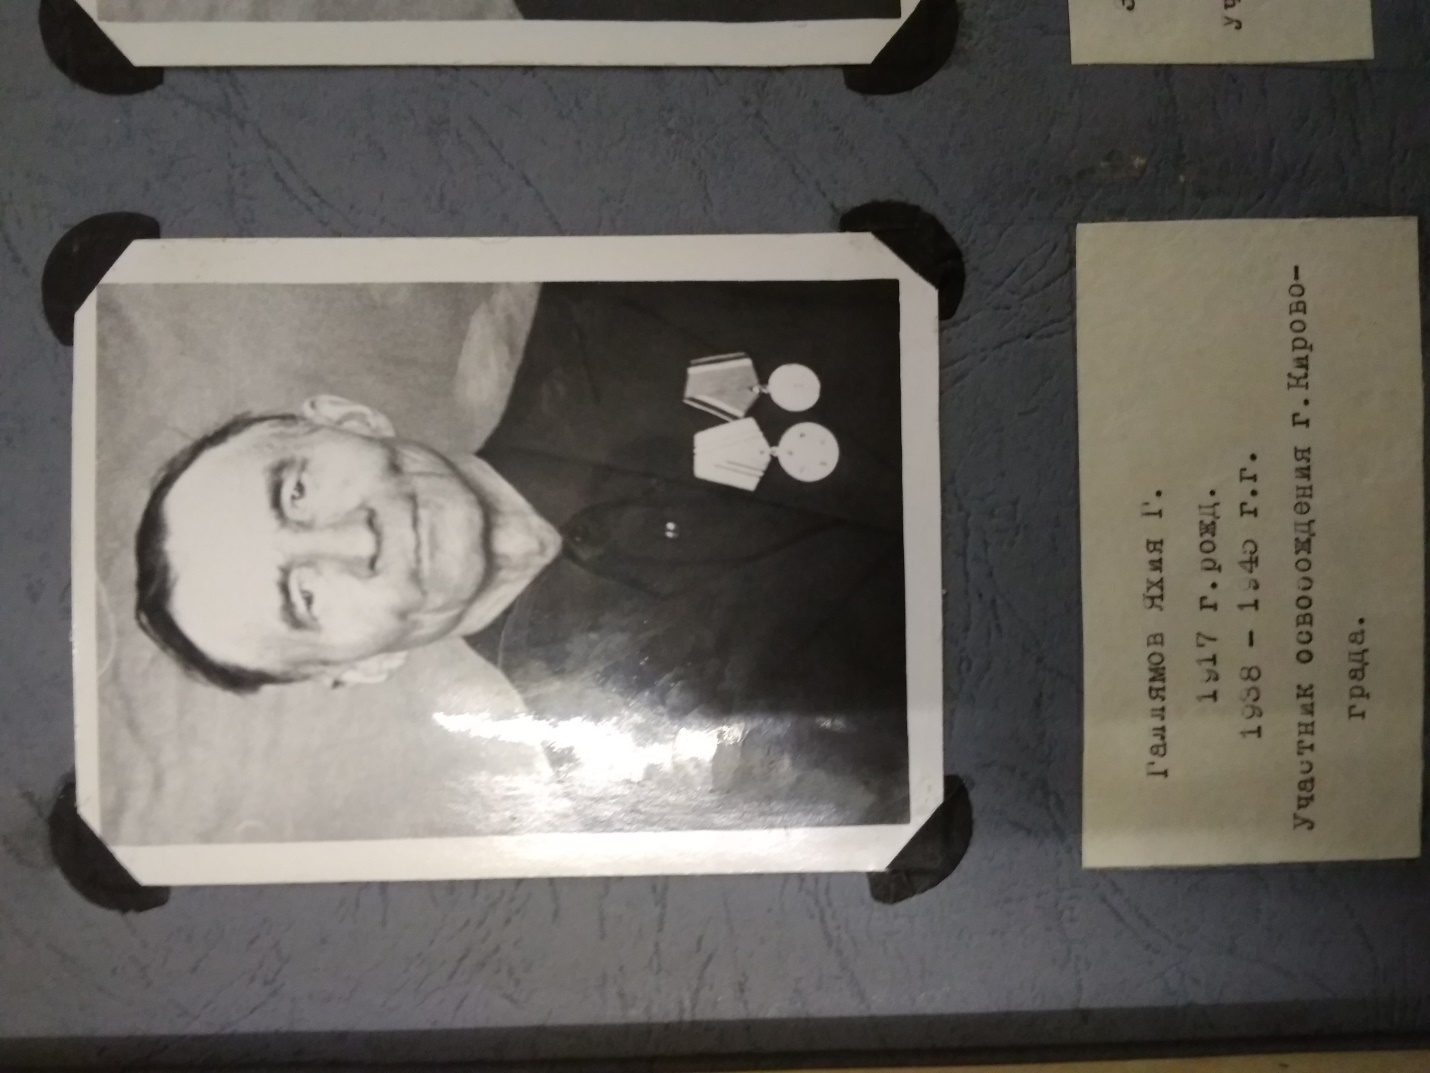 Галлямов Яхия Г.
1917 г.рожд.
1938 - 1945 г.г.
Участник освобождения г.Кирово-
града.